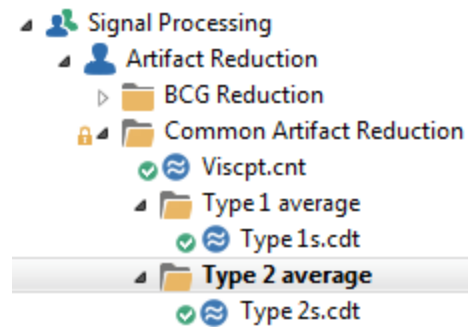 Signal Processing
Artifact Reduction
BCG Reduction
Common Artifact Reduction
Viscpt.cnt
Type 1 average
Type 1s.cdt
Type 2 average
Type 2s.cdt